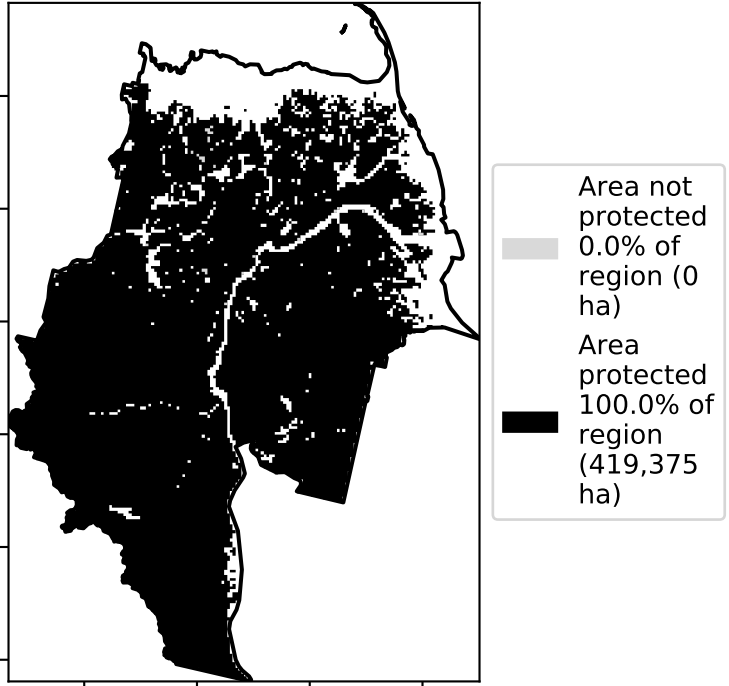 Area not
protected
0.0% of
region (0
ha)
Area
protected
100.0% of
region
(419,375
ha)